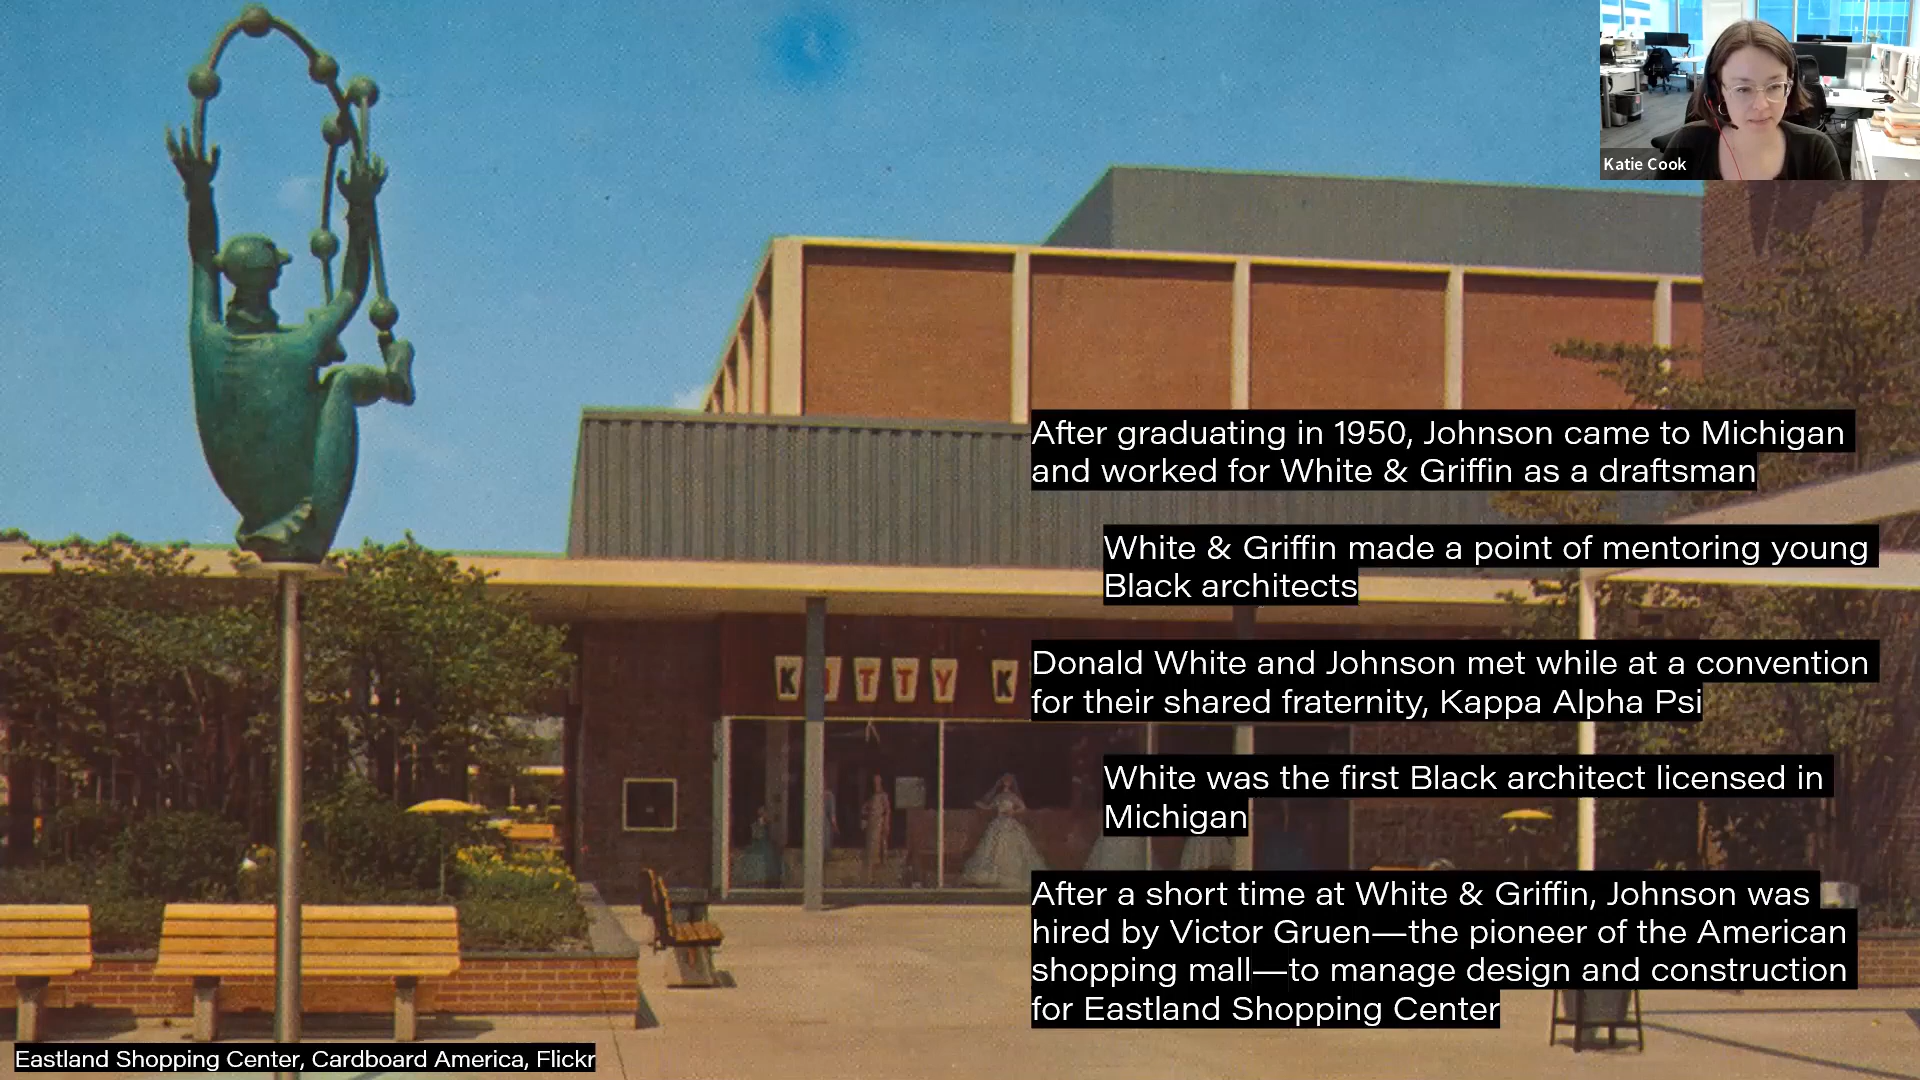 Katie Cook
After graduating in 1950, Johnson came to Michigan
and worked for White & Griffin as a draftsman
White & Griffin made a point of mentoring young
Black architects
KITTY K
Donald White and Johnson met while at a convention
for their shared fraternity, Kappa Alpha Psi
White was the first Black architect licensed in
Michigan
After a short time at White & Griffin, Johnson was
hired by Victor Gruen—the pioneer of the American
shopping mall—to manage design and construction
for Eastland Shopping Center
Eastland Shopping Center, Cardboard America, Flickr